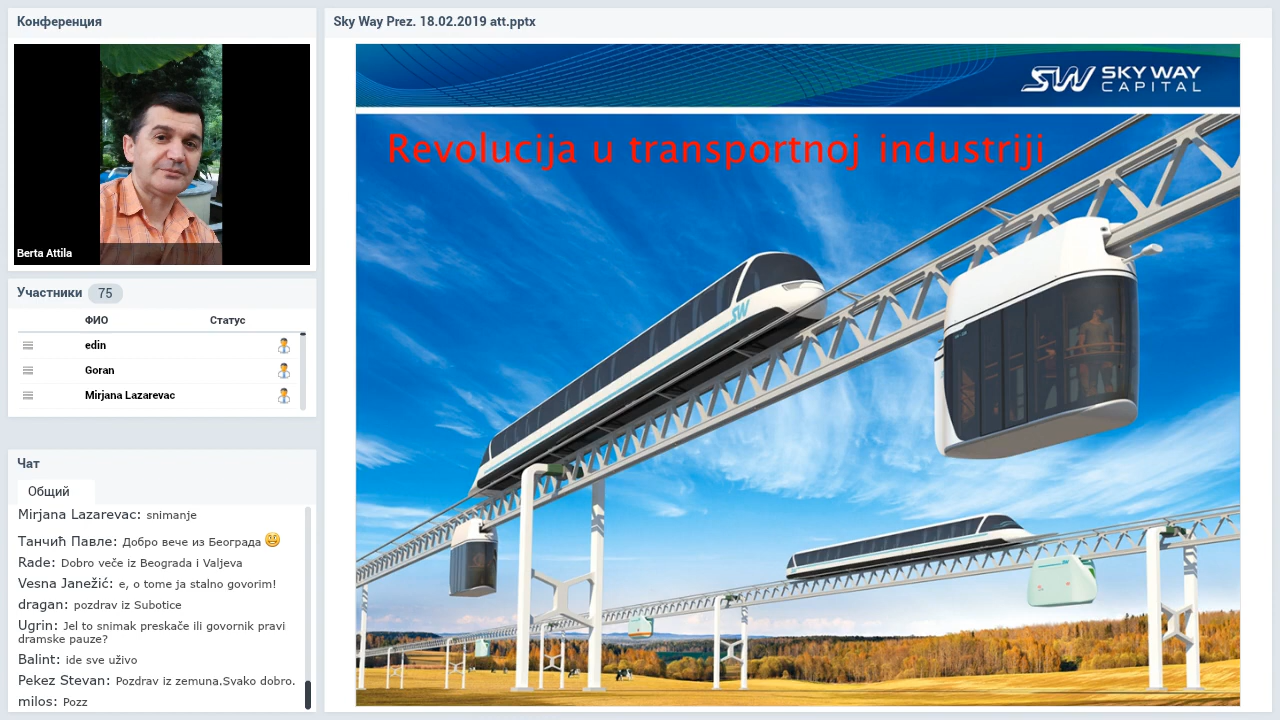 Конференция
Berta Attila
Участники 75
ФИО Статус
edin
Goran
Mirjana Lazarevac
Чат
Общий
Mirjana Lazarevac: snimanje
Танчић Павле: Добро вече из Београда
Rade: Dobro veče iz Beograda i Valjeva
Vesna Janežić: e, o tome ja stalno govorim!
dragan: pozdrav iz Subotice
Ugrin: Jel to snimak preskače ili govornik pravi
dramske pauze?
Balint: ide sve uživo
Pekez Stevan: Pozdrav iz zemuna.Svako dobro.
milos: Pozz
Sky Way Prez. 18.02.2019 att.pptx
SW SKY WAY
CAPITAL
Revolucija u transportnoj industriji
SW